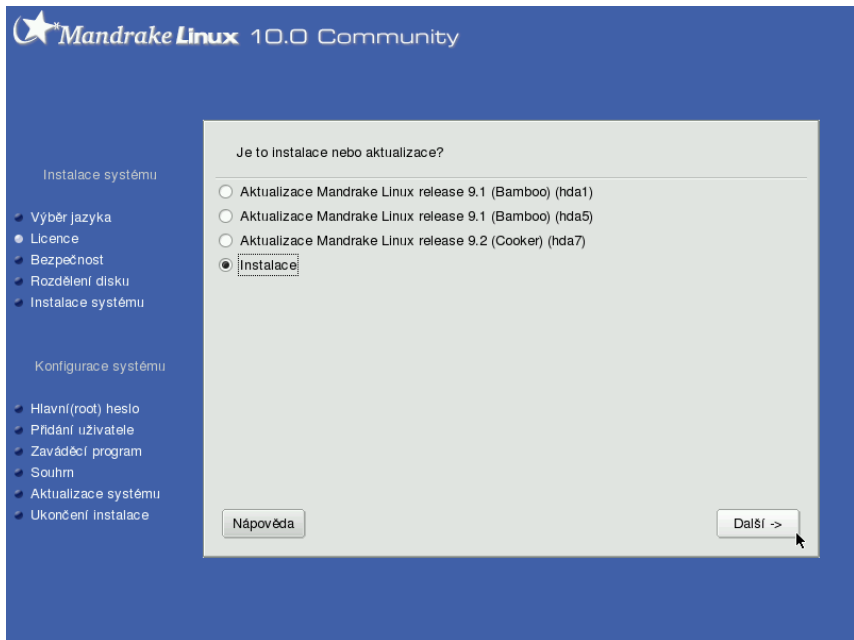 Mandrake Linux 10.0 Community
Instalace systému
Výběr jazyka
Licence
Bezpečnost
Rozdělení disku
Instalace systému
Konfigurace systému
Hlavní(root) heslo
Přidání uživatele
Zaváděcí program
Souhrn
Aktualizace systému
Ukončení instalace
Je to instalace nebo aktualizace?
Aktualizace Mandrake Linux release 9.1 (Bamboo) (hda1)
Aktualizace Mandrake Linux release 9.1 (Bamboo) (hda5)
Aktualizace Mandrake Linux release 9.2 (Cooker) (hda7)
Instalace
Nápověda
Další ->